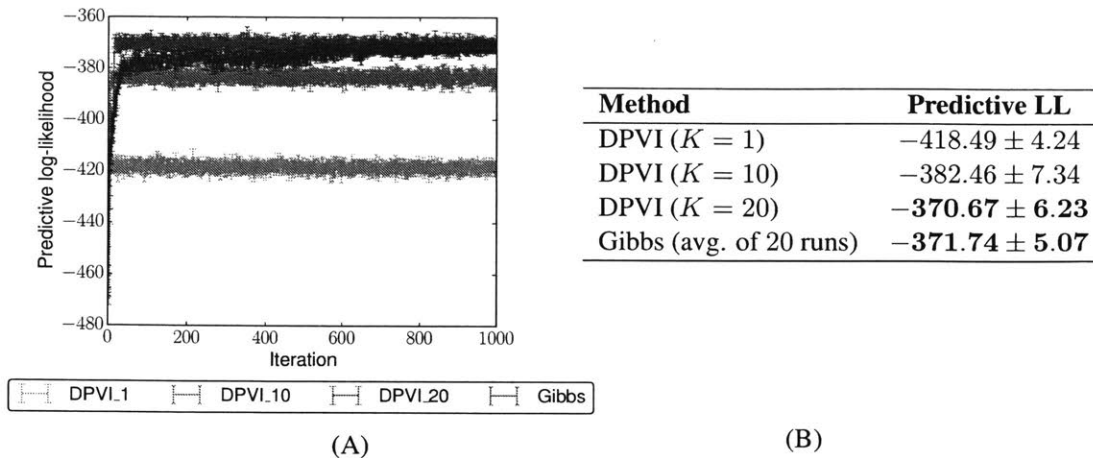 −360
−380
−400
−420
−440
−460
−480
Predictive log-likelihood
0 200 400 600 800 1000
Iteration
DPVI_1 DPVI_10 DPVI_20 Gibbs
(A)
Method Predictive LL
DPVI (K = 1) −418.49 ± 4.24
DPVI (K = 10) −382.46 ± 7.34
DPVI (K = 20) −370.67 ± 6.23
Gibbs (avg. of 20 runs) −371.74 ± 5.07
(B)